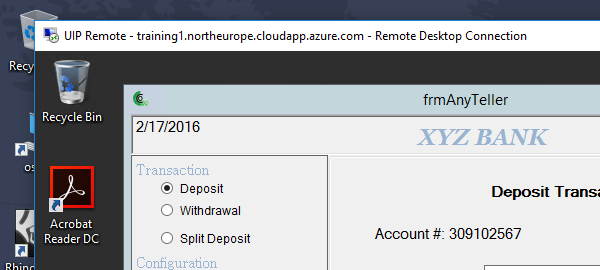 UIP Remote - training1.northeurope.cloudapp.azure.com - Remote Desktop Connection
Recycle Bin
Acrobat
Reader DC
frmAnyTeller
2/17/2016
XYZ BANK
Transaction
Deposit
Withdrawal
Split Deposit
Configuration
Deposit Transa
Account #: 309102567
Recy
os
Rhino